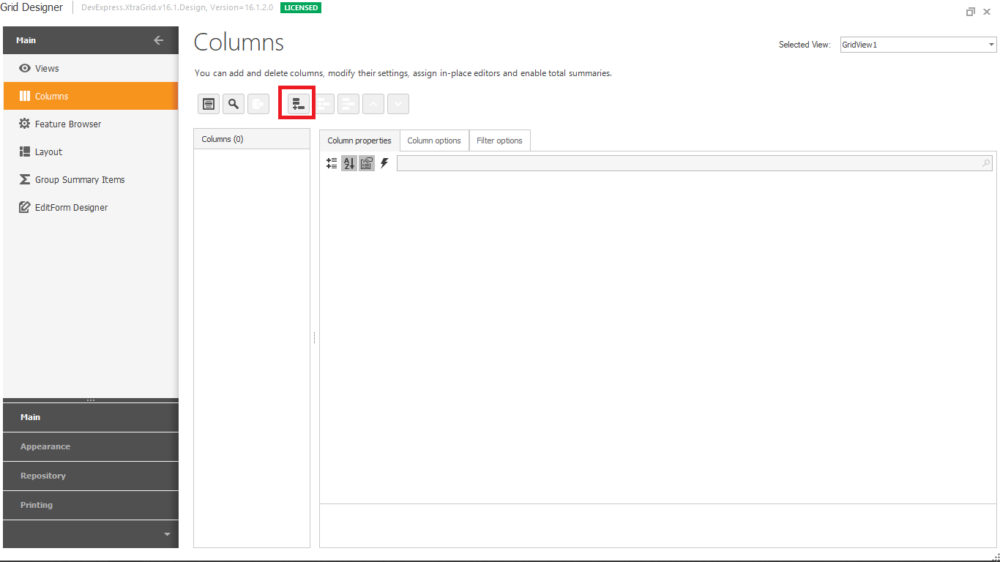 Grid Designer DevExpress.XtraGrid.v16.1.Design, Version=16.1.2.0 LICENSED
Main
Views
Columns
Feature Browser
Layout
Group Summary Items
EditForm Designer
Main
Appearance
Repository
Printing
Columns
Selected View: GridView1
You can add and delete columns, modify their settings, assign in-place editors and enable total summaries.
Columns (0)
Column properties Column options Filter options